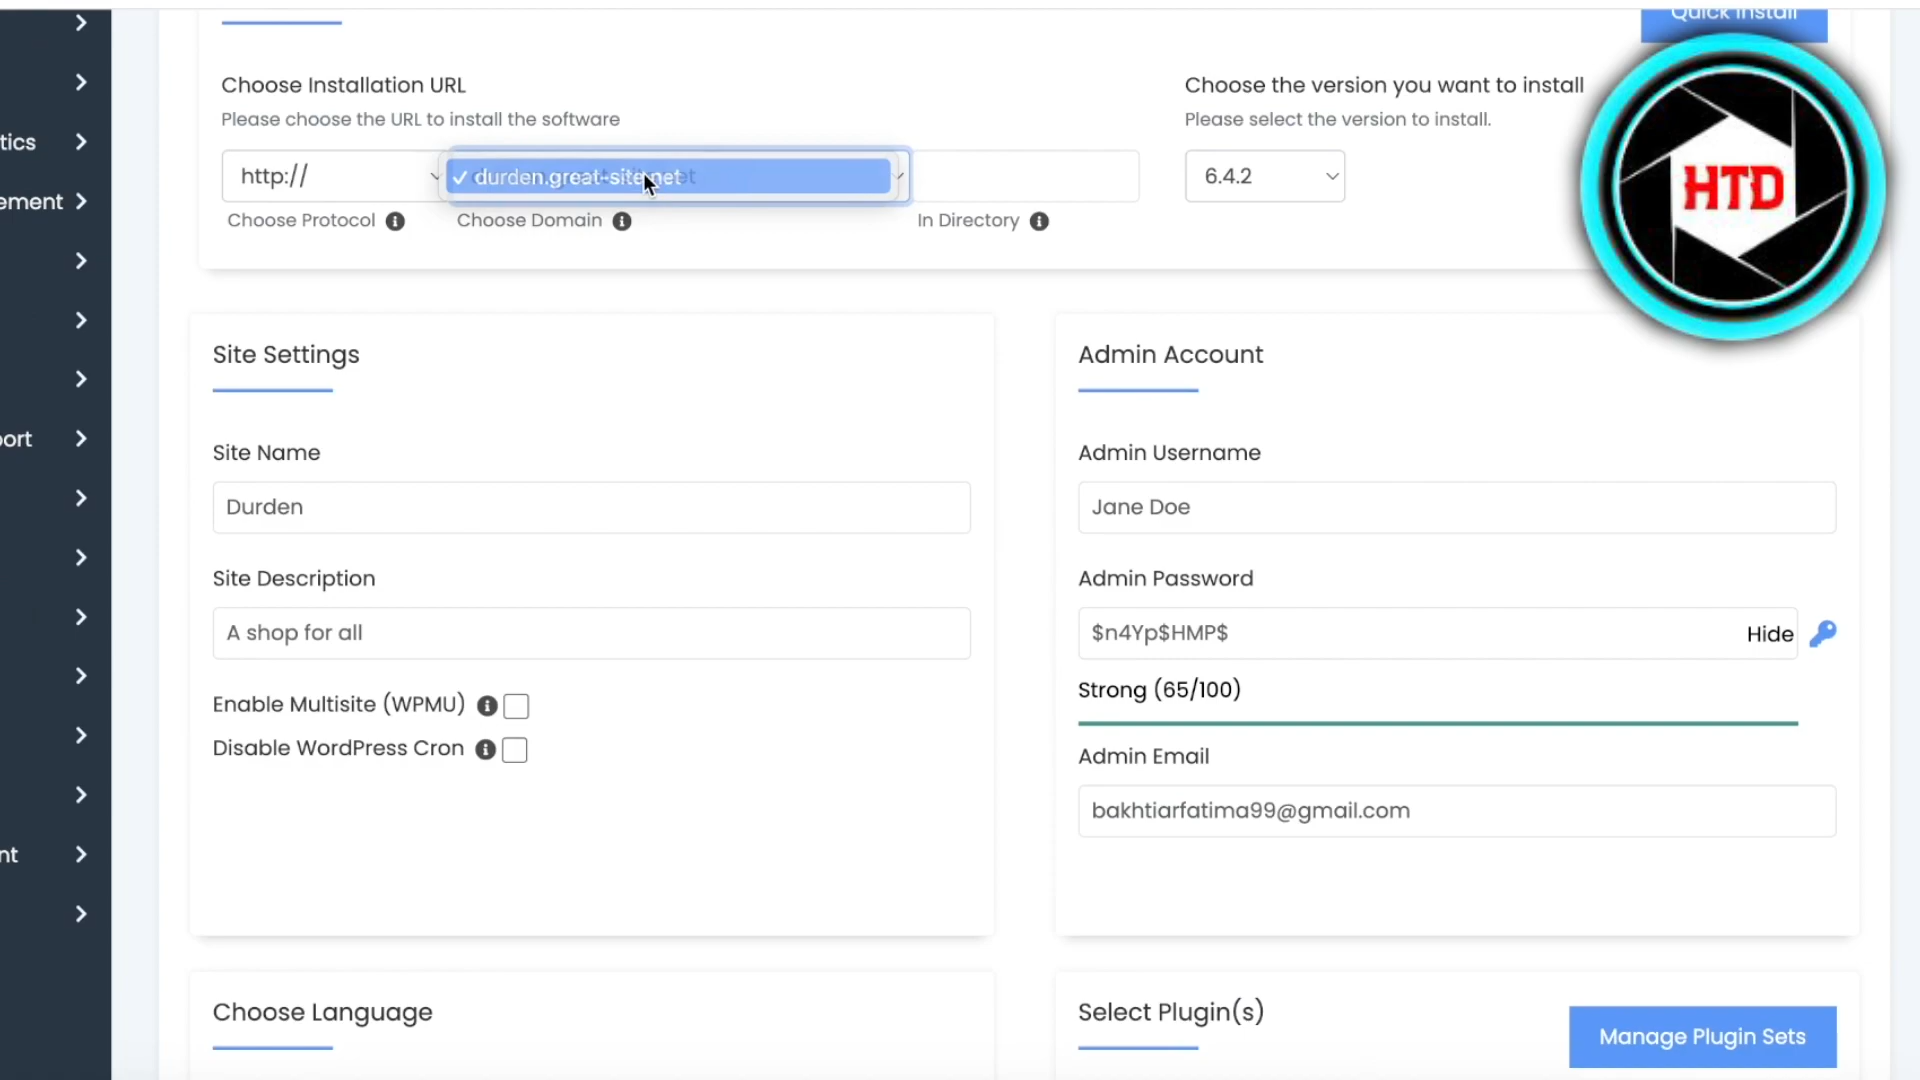 Quick Install
Choose Installation URL
Please choose the URL to install the software
http://
durden.great-site.net
Choose Protocol
Choose Domain
In Directory
Choose the version you want to install
Please select the version to install.
6.4.2
HTD
tics
ement
ort
nt
Site Settings
Site Name
Durden
Site Description
A shop for all
Enable Multisite (WPMU)
Disable WordPress Cron
Admin Account
Admin Username
Jane Doe
Admin Password
$n4Yp$HMP$
Hide
Strong (65/100)
Admin Email
bakhtiarfatima99@gmail.com
Choose Language
Select Plugin(s)
Manage Plugin Sets